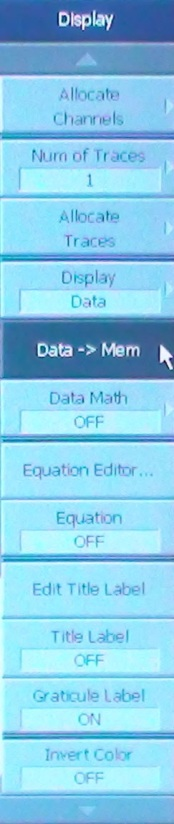 Display
Allocate
Channels
Num of Traces
1
Allocate
Traces
Display
Data
Data -> Mem
Data Math
OFF
Equation Editor...
Equation
OFF
Edit Title Label
Title Label
OFF
Graticule Label
ON
Invert Color
OFF